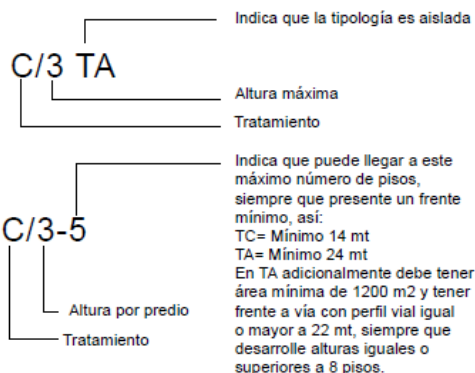 Indica que la tipología es aislada
C/3 TA
Altura máxima
Tratamiento
Indica que puede llegar a este
máximo número de pisos,
siempre que presente un frente
mínimo, así:
TC= Mínimo 14 mt
TA= Mínimo 24 mt
En TA adicionalmente debe tener
área mínima de 1200 m2 y tener
frente a vía con perfil vial igual
o mayor a 22 mt, siempre que
desarrolle alturas iguales o
superiores a 8 pisos.
C/3-5
Altura por predio
Tratamiento